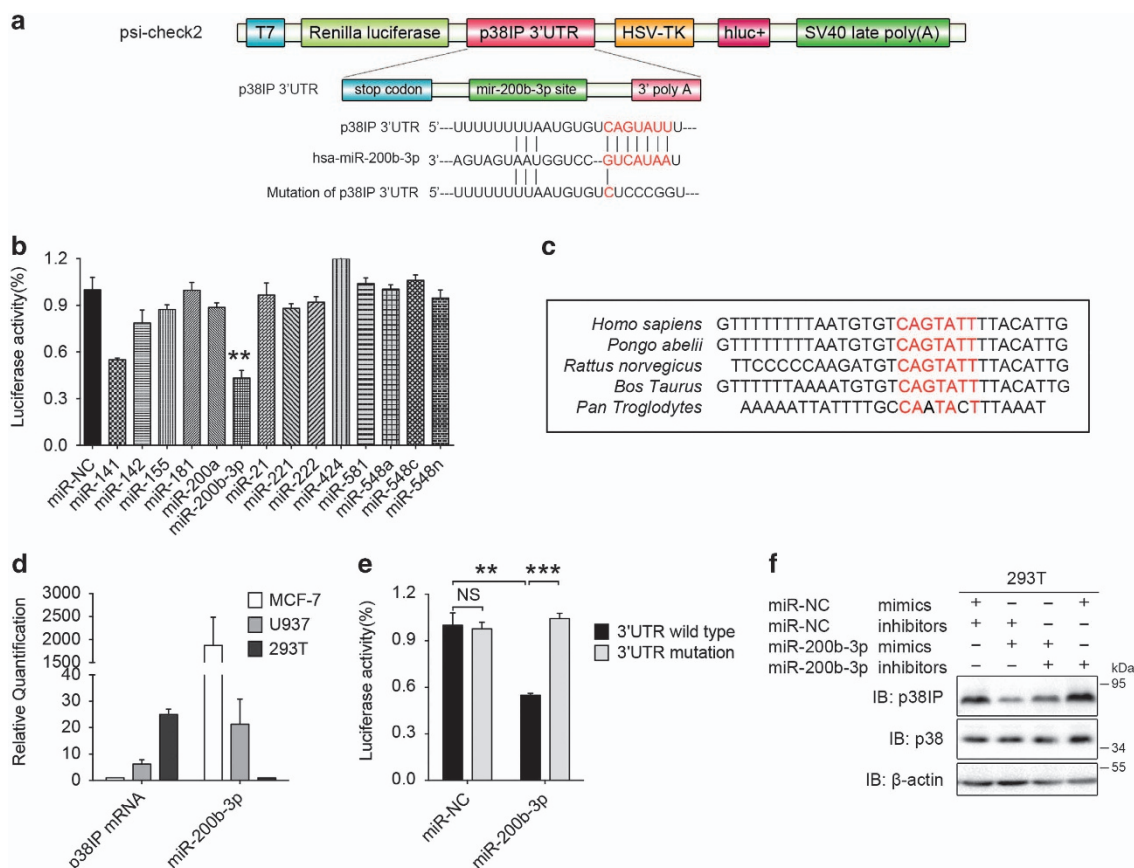 a
psi-check2
T7 Renilla luciferase p38IP 3'UTR HSV-TK hluc+ SV40 late poly(A)
p38IP 3'UTR stop codon mir-200b-3p site 3' poly A
p38IP 3'UTR 5'---UUUUUUUUAAUGUGUCAGUAUUU---
hsa-miR-200b-3p 3'---AGUAGUAAUGGUCC--GUCAUAAU
Mutation of p38IP 3'UTR 5'---UUUUUUUUAAUGUGUCUCCCGGU---
b
Luciferase activity(%)
1.2
0.9
0.6
0.3
0.0
**
miR-NC
miR-141
miR-142
miR-155
miR-181
miR-200a
miR-200b-3p
miR-21
miR-221
miR-222
miR-424
miR-581
miR-548a
miR-548c
miR-548n
c
Homo sapiens GTTTTTTTTAATGTGTCAGTATTTTACATTG
Pongo abelii GTTTTTTTTAATGTGTCAGTATTTTACATTG
Rattus norvegicus TTCCCCCAAGATGTCAGTATTTTACATTG
Bos Taurus GTTTTTTAAAATGTGTCAGTATTTTACATTG
Pan Troglodytes AAAAATTATTTTGCCAATACTTTAAAT
d
Relative Quantification
3000
2500
2000
1500
1000
40
30
20
10
0
MCF-7
U937
293T
p38IP mRNA
miR-200b-3p
e
Luciferase activity(%)
1.2
0.9
0.6
0.3
0.0
** ***
NS
3'UTR wild type
3'UTR mutation
miR-NC
miR-200b-3p
f
293T
miR-NC mimics + − − +
miR-NC inhibitors + + − −
miR-200b-3p mimics − + + −
miR-200b-3p inhibitors − − + +
kDa
IB: p38IP
95
IB: p38
34
IB: β-actin
55